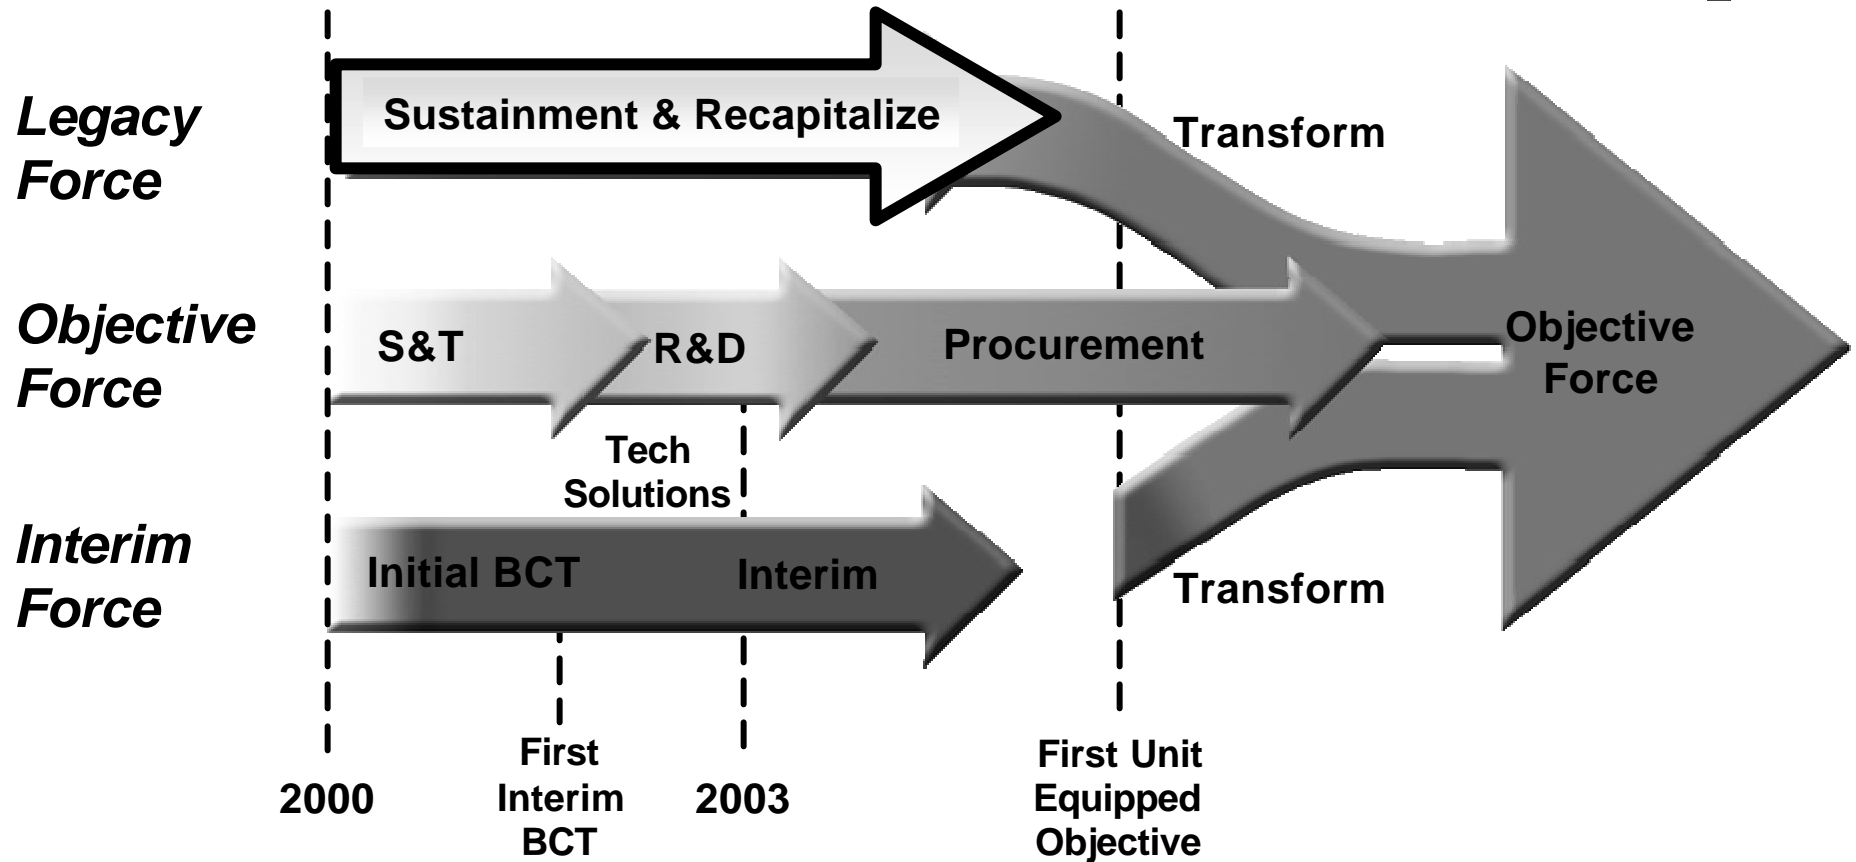 Legacy
Force
Sustainment & Recapitalize
Transform
Objective
Force
S&T
R&D
Procurement
Objective
Force
Tech
Solutions
Interim
Force
Initial BCT
Interim
Transform
2000
First
Interim
BCT
2003
First Unit
Equipped
Objective